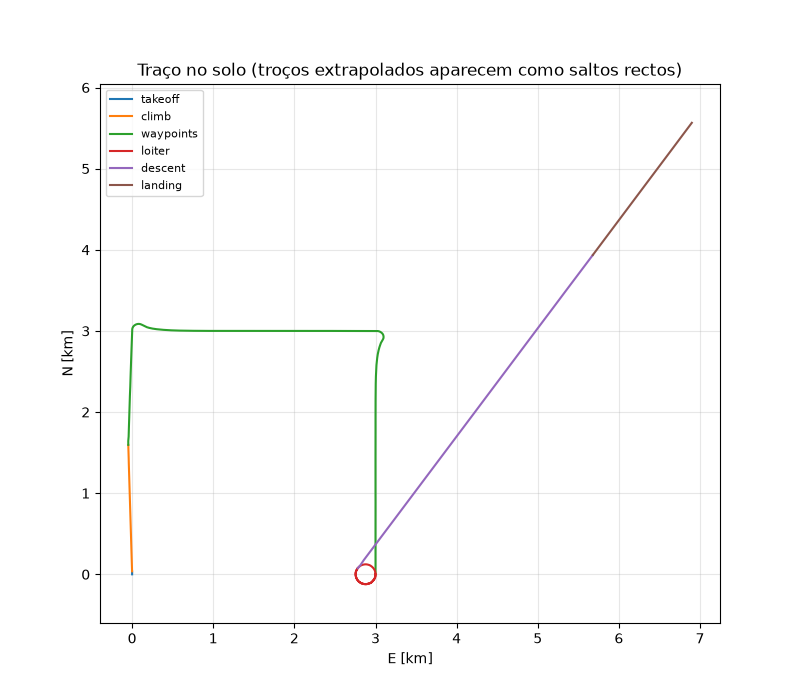 Traço no solo (troços extrapolados aparecem como saltos rectos)
takeoff
climb
waypoints
loiter
descent
landing
N [km]
6
5
4
3
2
1
0
0 1 2 3 4 5 6 7
E [km]